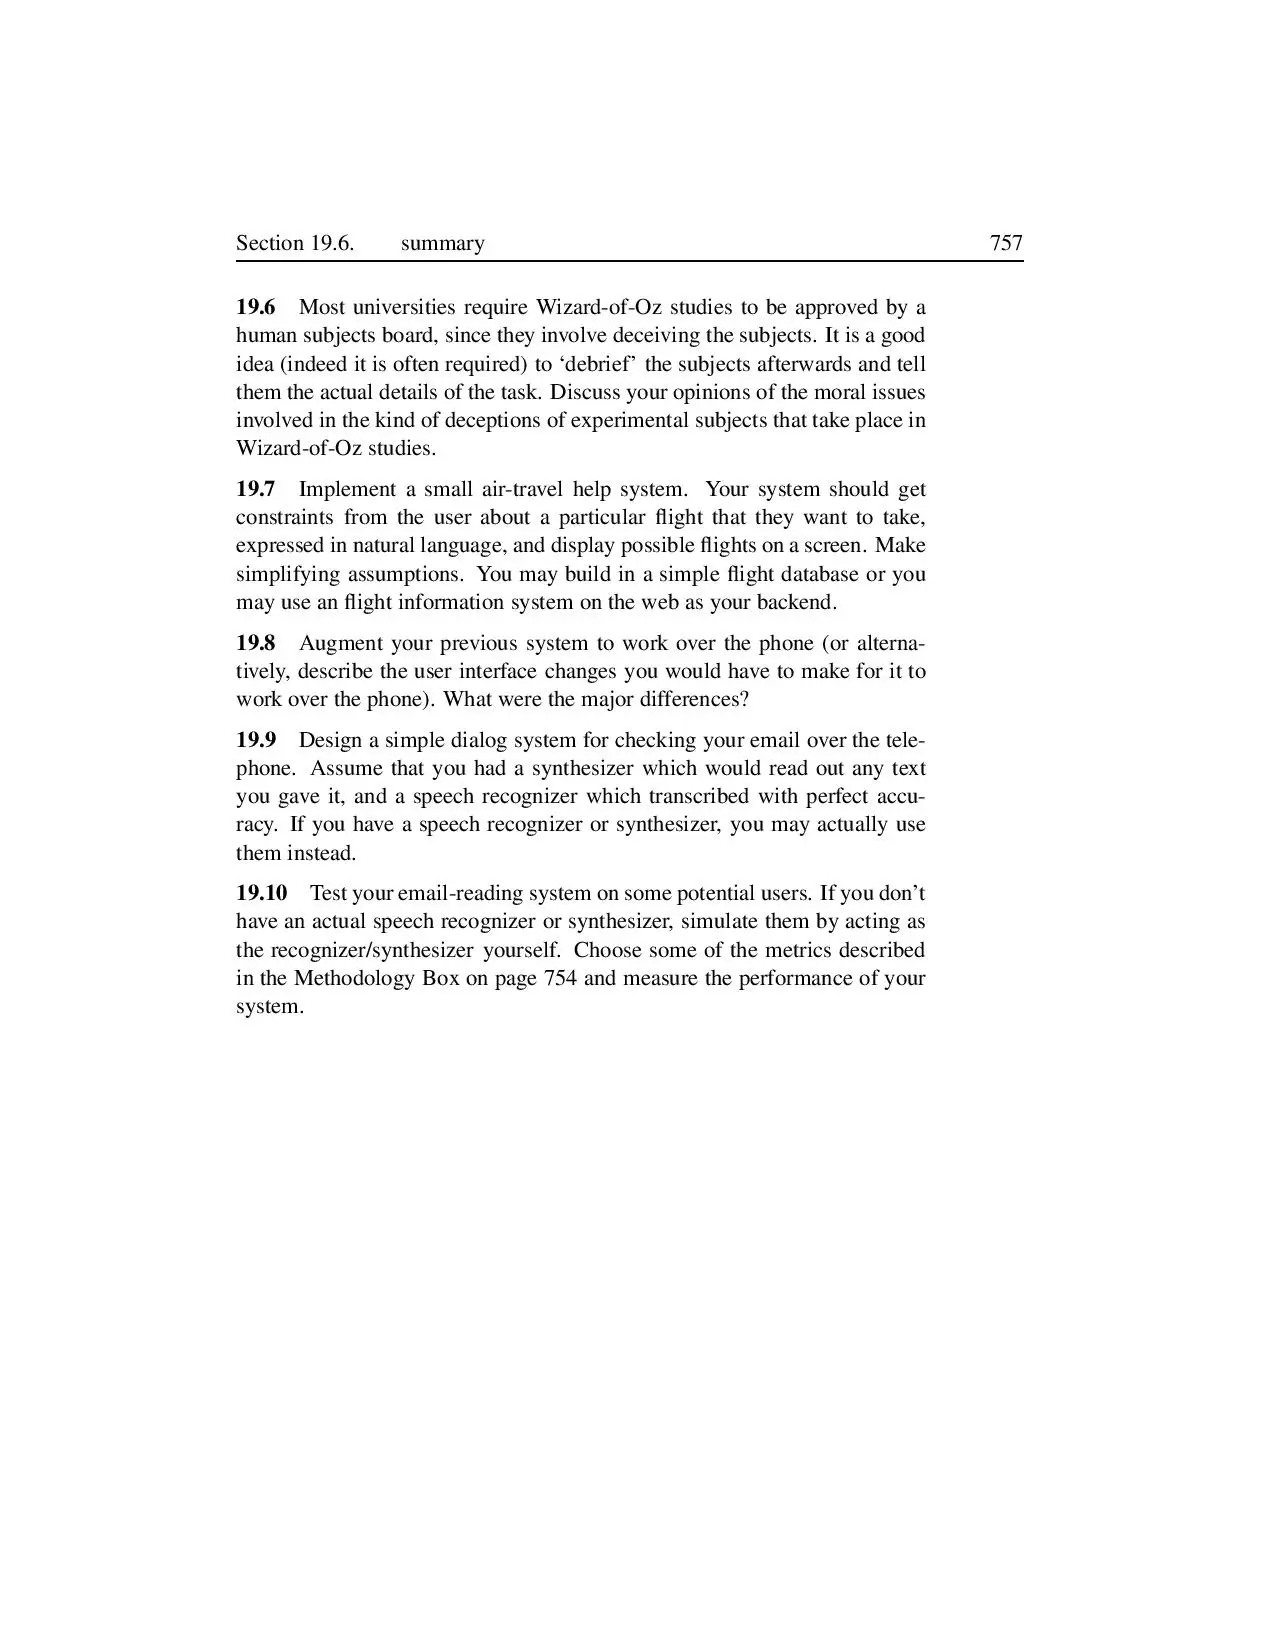 Section 19.6. summary 757
19.6 Most universities require Wizard-of-Oz studies to be approved by a
human subjects board, since they involve deceiving the subjects. It is a good
idea (indeed it is often required) to ‘debrief’ the subjects afterwards and tell
them the actual details of the task. Discuss your opinions of the moral issues
involved in the kind of deceptions of experimental subjects that take place in
Wizard-of-Oz studies.
19.7 Implement a small air-travel help system. Your system should get
constraints from the user about a particular flight that they want to take,
expressed in natural language, and display possible flights on a screen. Make
simplifying assumptions. You may build in a simple flight database or you
may use an flight information system on the web as your backend.
19.8 Augment your previous system to work over the phone (or alterna-
tively, describe the user interface changes you would have to make for it to
work over the phone). What were the major differences?
19.9 Design a simple dialog system for checking your email over the tele-
phone. Assume that you had a synthesizer which would read out any text
you gave it, and a speech recognizer which transcribed with perfect accu-
racy. If you have a speech recognizer or synthesizer, you may actually use
them instead.
19.10 Test your email-reading system on some potential users. If you don’t
have an actual speech recognizer or synthesizer, simulate them by acting as
the recognizer/synthesizer yourself. Choose some of the metrics described
in the Methodology Box on page 754 and measure the performance of your
system.